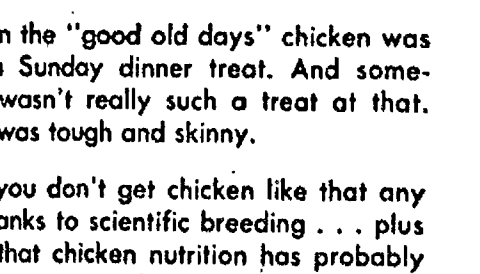 the "good old days" chicken was
Sunday dinner treat. And some-
wasn't really such a treat at that.
was tough and skinny.
you don't get chicken like that any
to scientific breeding . . . plus
that chicken nutrition has probably